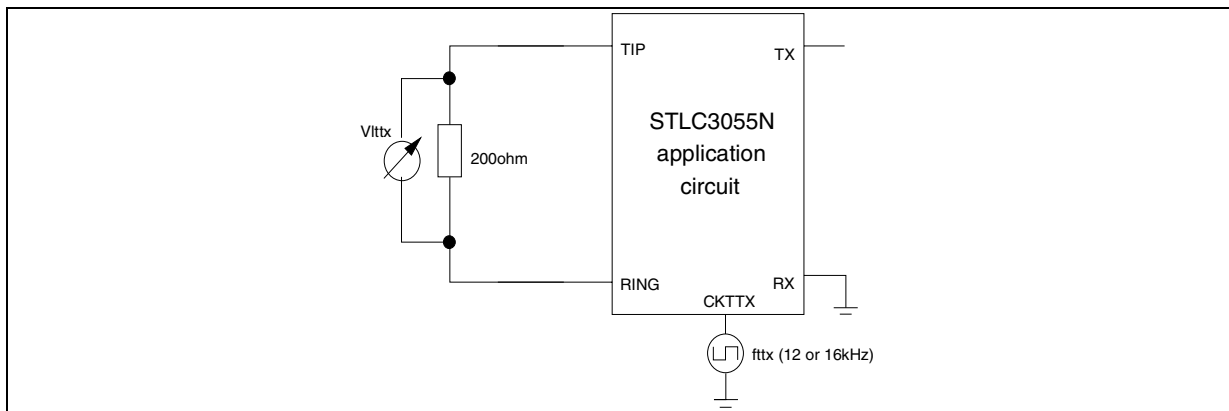 TIP
TX
Vlttx
200ohm
STLC3055N
application
circuit
RING
RX
CKTTX
fttx (12 or 16kHz)